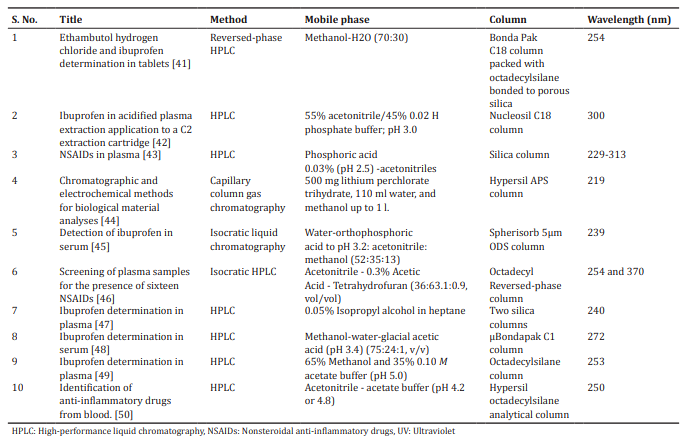 S. No. Title Method Mobile phase Column Wavelength (nm)
1 Ethambutol hydrogen Reversed-phase Methanol-H2O (70:30) Bonda Pak 254
chloride and ibuprofen HPLC C18 column
determination in tablets [41] packed with
octadecylsilane
bonded to porous
silica
2 Ibuprofen in acidified plasma HPLC 55% acetonitrile/45% 0.02 H Nucleosil C18 300
extraction application to a C2 phosphate buffer; pH 3.0 column
extraction cartridge [42]
3 NSAIDs in plasma [43] HPLC Phosphoric acid Silica column 229-313
0.03% (pH 2.5) -acetonitriles
4 Chromatographic and Capillary 500 mg lithium perchlorate Hypersil APS 219
electrochemical methods column gas trihydrate, 110 ml water, and column
for biological material chromatography methanol up to 1 l.
analyses [44]
5 Detection of ibuprofen in Isocratic liquid Water-orthophosphoric Spherisorb 5μm 239
serum [45] chromatography acid to pH 3.2: acetonitrile: ODS column
methanol (52:35:13)
6 Screening of plasma samples Isocratic HPLC Acetonitrile - 0.3% Acetic Octadecyl 254 and 370
for the presence of sixteen Acid - Tetrahydrofuran (36:63.1:0.9, Reversed-phase
NSAIDs [46] vol/vol) column
7 Ibuprofen determination in HPLC 0.05% Isopropyl alcohol in heptane Two silica 240
plasma [47] columns
8 Ibuprofen determination in HPLC Methanol-water-glacial acetic μBondapak C1 272
serum [48] acid (pH 3.4) (75:24:1, v/v) column
9 Ibuprofen determination in HPLC 65% Methanol and 35% 0.10 M Octadecylsilane 253
plasma [49] acetate buffer (pH 5.0) column
10 Identification of HPLC Acetonitrile - acetate buffer (pH 4.2 Hypersil 250
anti-inflammatory drugs or 4.8) octadecylsilane
from blood. [50] analytical column
HPLC: High-performance liquid chromatography, NSAIDs: Nonsteroidal anti-inflammatory drugs, UV: Ultraviolet